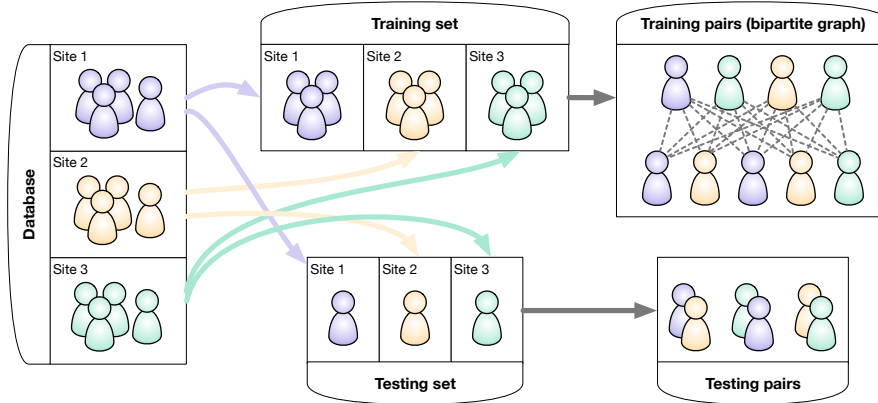 Training set
Training pairs (bipartite graph)
Site 1
Site 1
Site 2
Site 3
Database
Site 2
Site 3
Site 1
Site 2
Site 3
Testing set
Testing pairs